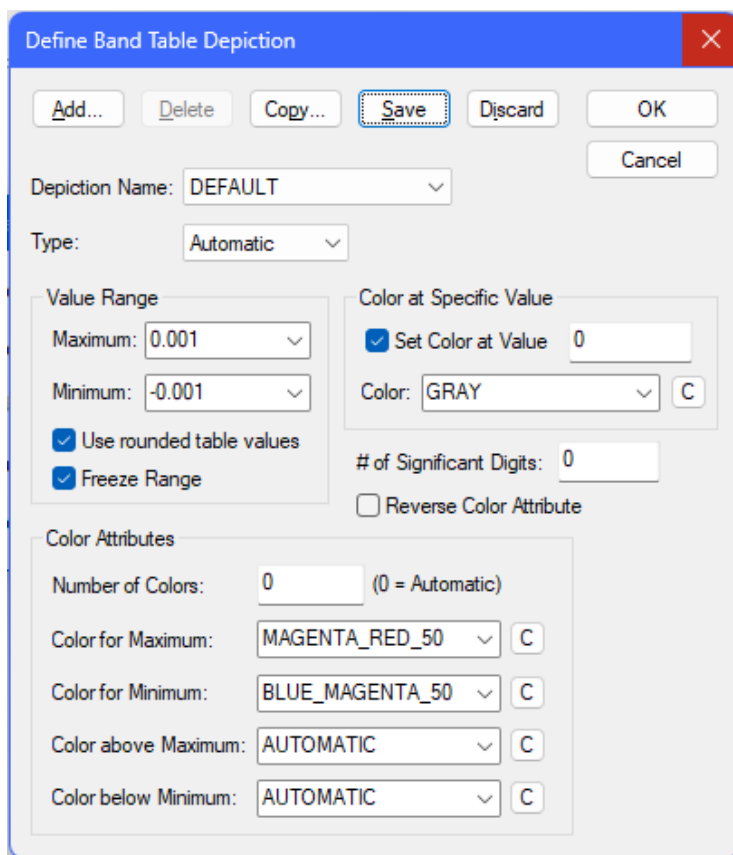 Define Band Table Depiction
Add... Delete Copy... Save Discard OK
Cancel
Depiction Name: DEFAULT
Type: Automatic
Value Range
Maximum: 0.001
Minimum: -0.001
Use rounded table values
Freeze Range
Color at Specific Value
Set Color at Value 0
Color: GRAY C
# of Significant Digits: 0
Reverse Color Attribute
Color Attributes
Number of Colors: 0 (0 = Automatic)
Color for Maximum: MAGENTA_RED_50 C
Color for Minimum: BLUE_MAGENTA_50 C
Color above Maximum: AUTOMATIC C
Color below Minimum: AUTOMATIC C